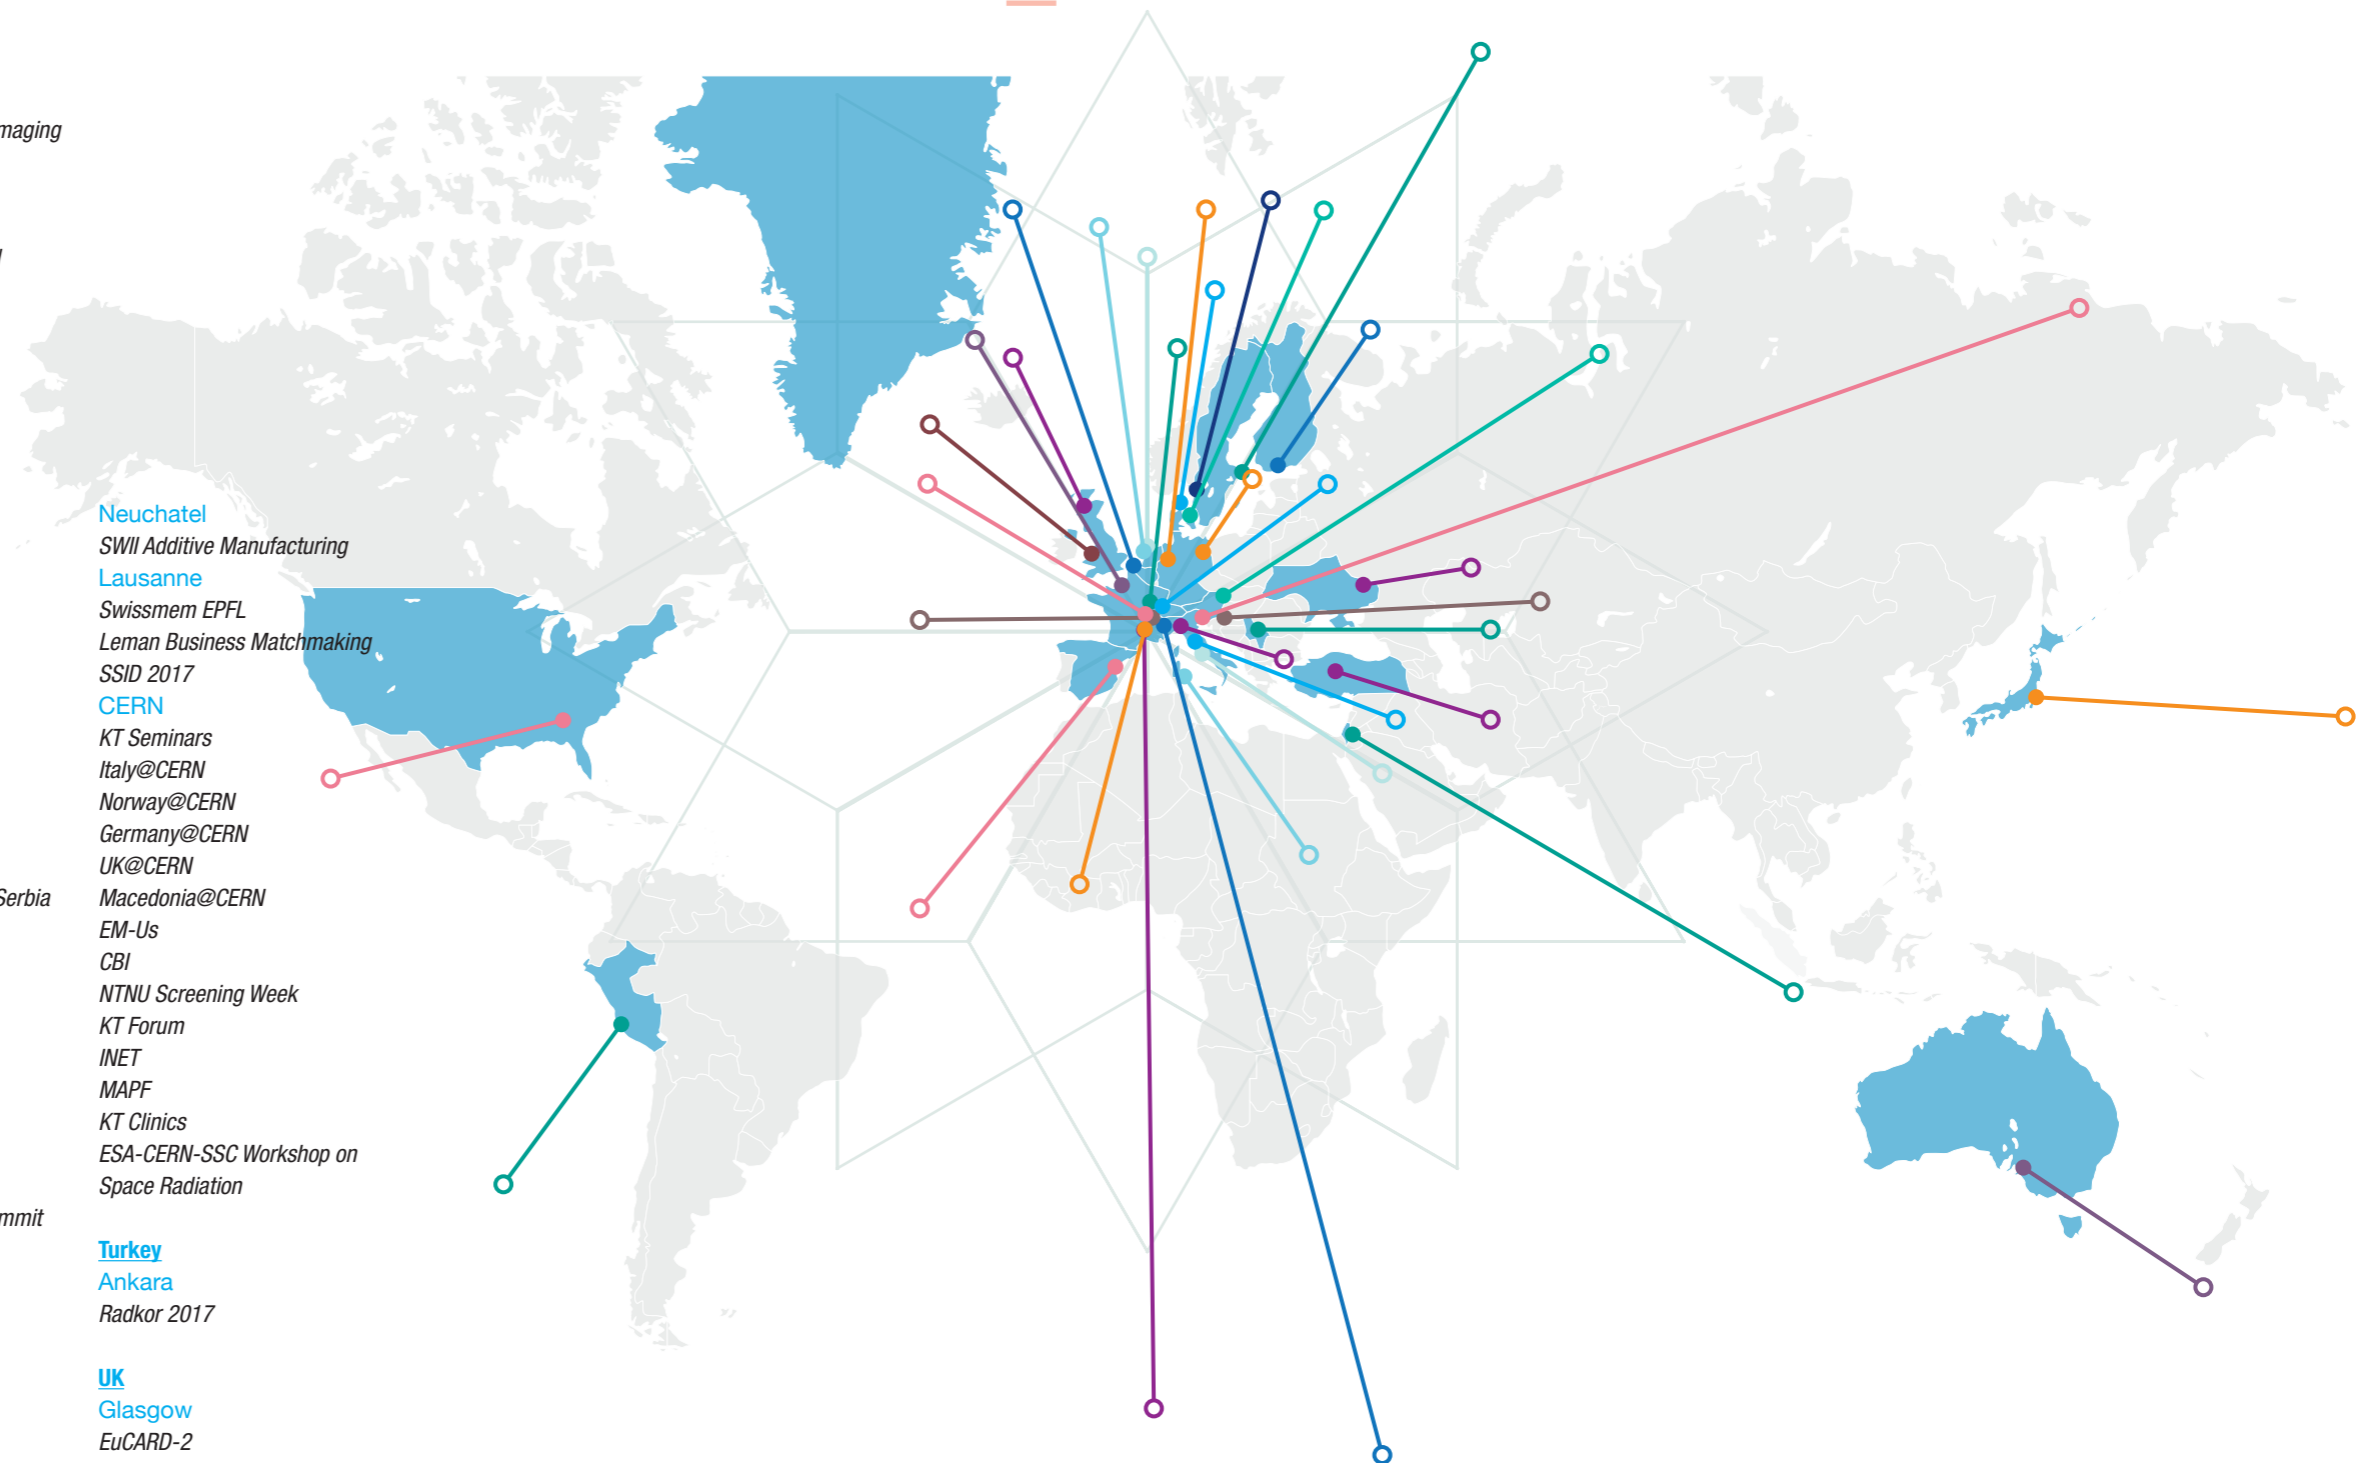 Neuchatel
SWII Additive Manufacturing
Lausanne
Swissmem EPFL
Leman Business Matchmaking
SSID 2017
CERN
KT Seminars
Italy@CERN
Norway@CERN
Germany@CERN
UK@CERN
Serbia
Macedonia@CERN
EM-Us
CBI
NTNU Screening Week
KT Forum
INET
MAPF
KT Clinics
ESA-CERN-SSC Workshop on
Space Radiation
Turkey
Ankara
Radkor 2017
UK
Glasgow
EuCARD-2